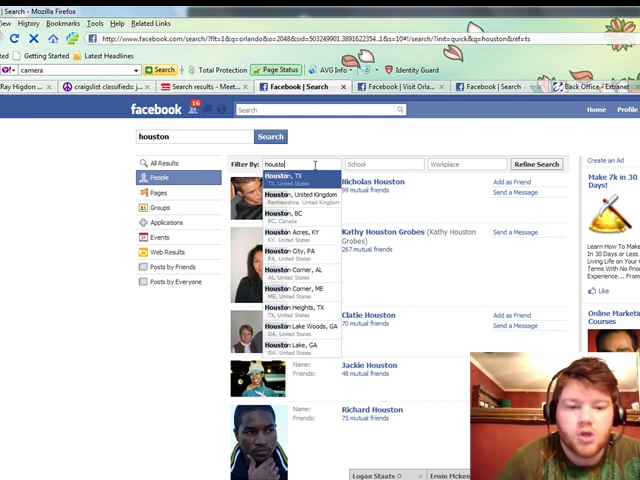 - Mozilla Firefox
View History Bookmarks Yahoo! Tools Help Related Links
http://www.facebook.com/search/?flt=1&q=orlando&o=2048&sid=503249901.3891622354..1&s=10#!/search/?init=quick&q=houston&ref=ts
Getting Started Latest Headlines
camera Search Total Protection Page Status AVG Info Identity Guard
Ray Higdon ... craigslist classifieds: j... Search results - Meet... Facebook | Search Facebook | Visit Orl... Back Office - Extranet
facebook 16 Search Home Profile
houston Search
All Results
People
Pages
Groups
Applications
Events
Web Results
Posts by Friends
Posts by Everyone
Filter By: housto School Workplace Refine Search
Houston, TX
TX, United States
Houston, United Kingdom
Renfrewshire, United Kingdom
Houston, BC
BC, Canada
Houston Acres, KY
KY, United States
Houston City, PA
PA, United States
Houston Corner, AL
AL, United States
Houston Corner, ME
ME, United States
Houston Heights, TX
TX, United States
Houston Lake Woods, GA
GA, United States
Houston Lake, GA
GA, United States
Nicholas Houston
99 mutual friends
Add as Friend
Send a Message
Kathy Houston Grobes (Kathy Houston
Grobes)
267 mutual friends
Send a Message
Clatie Houston
70 mutual friends
Add as Friend
Send a Message
Name: Jackie Houston
Friends: 48 mutual friends
Name: Richard Houston
Friends: 75 mutual friends
Logan Staats
Create an Ad
Make 7k in 30
Days!
Learn How To Make
In 30 Days or Less
Living Life on Your
Terms With No
Like
Online Marketing
Courses